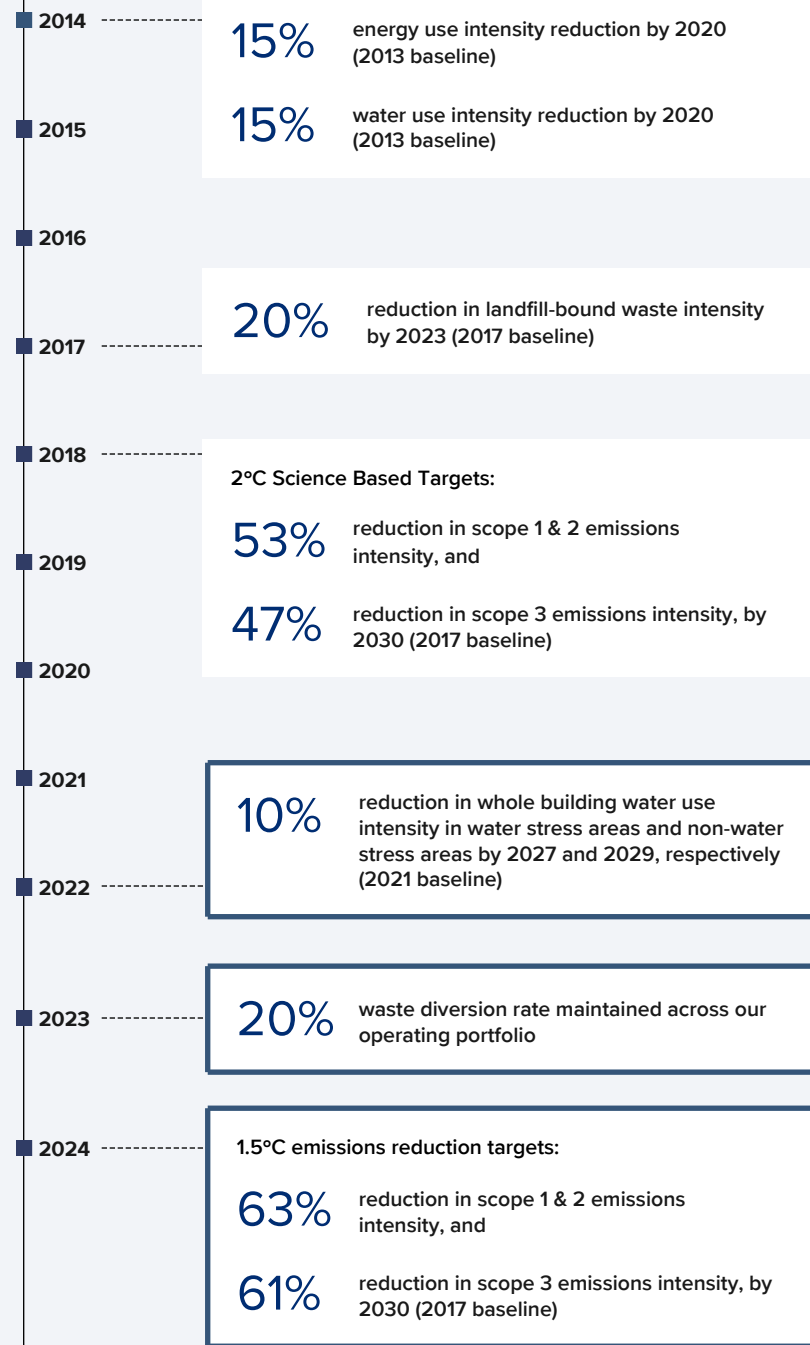 2014
15%
energy use intensity reduction by 2020
(2013 baseline)
15%
water use intensity reduction by 2020
(2013 baseline)
2015
2016
20%
reduction in landfill-bound waste intensity
by 2023 (2017 baseline)
2017
2018
2ºC Science Based Targets:
53%
reduction in scope 1 & 2 emissions
intensity, and
2019
47%
reduction in scope 3 emissions intensity, by
2030 (2017 baseline)
2020
2021
10%
reduction in whole building water use
intensity in water stress areas and non-water
stress areas by 2027 and 2029, respectively
(2021 baseline)
2022
2023
20%
waste diversion rate maintained across our
operating portfolio
2024
1.5ºC emissions reduction targets:
63%
reduction in scope 1 & 2 emissions
intensity, and
61%
reduction in scope 3 emissions intensity, by
2030 (2017 baseline)